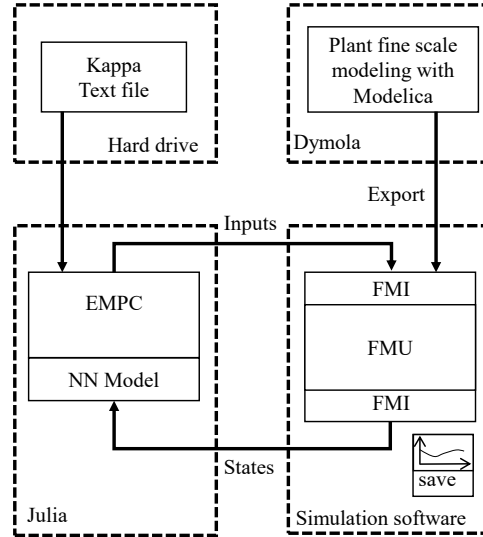 Kappa
Text file
Hard drive
Plant fine scale
modeling with
Modelica
Dymola
Export
Inputs
EMPC
NN Model
Julia
FMI
FMU
FMI
States
save
Simulation software